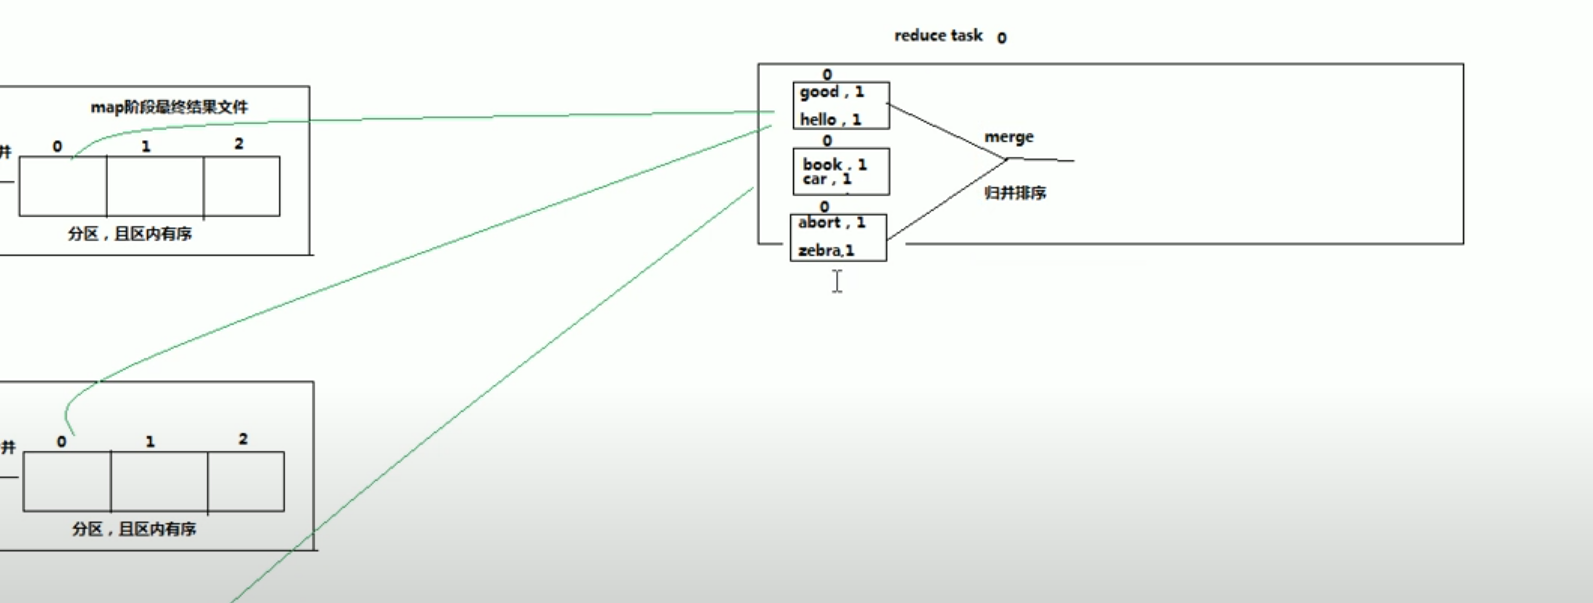 reduce task 0
map阶段最终结果文件
并
0 1 2
分区，且区内有序
0
good , 1
hello , 1
0
book , 1
car , 1
0
abort , 1
zebra,1
merge
归并排序
并
0 1 2
分区，且区内有序